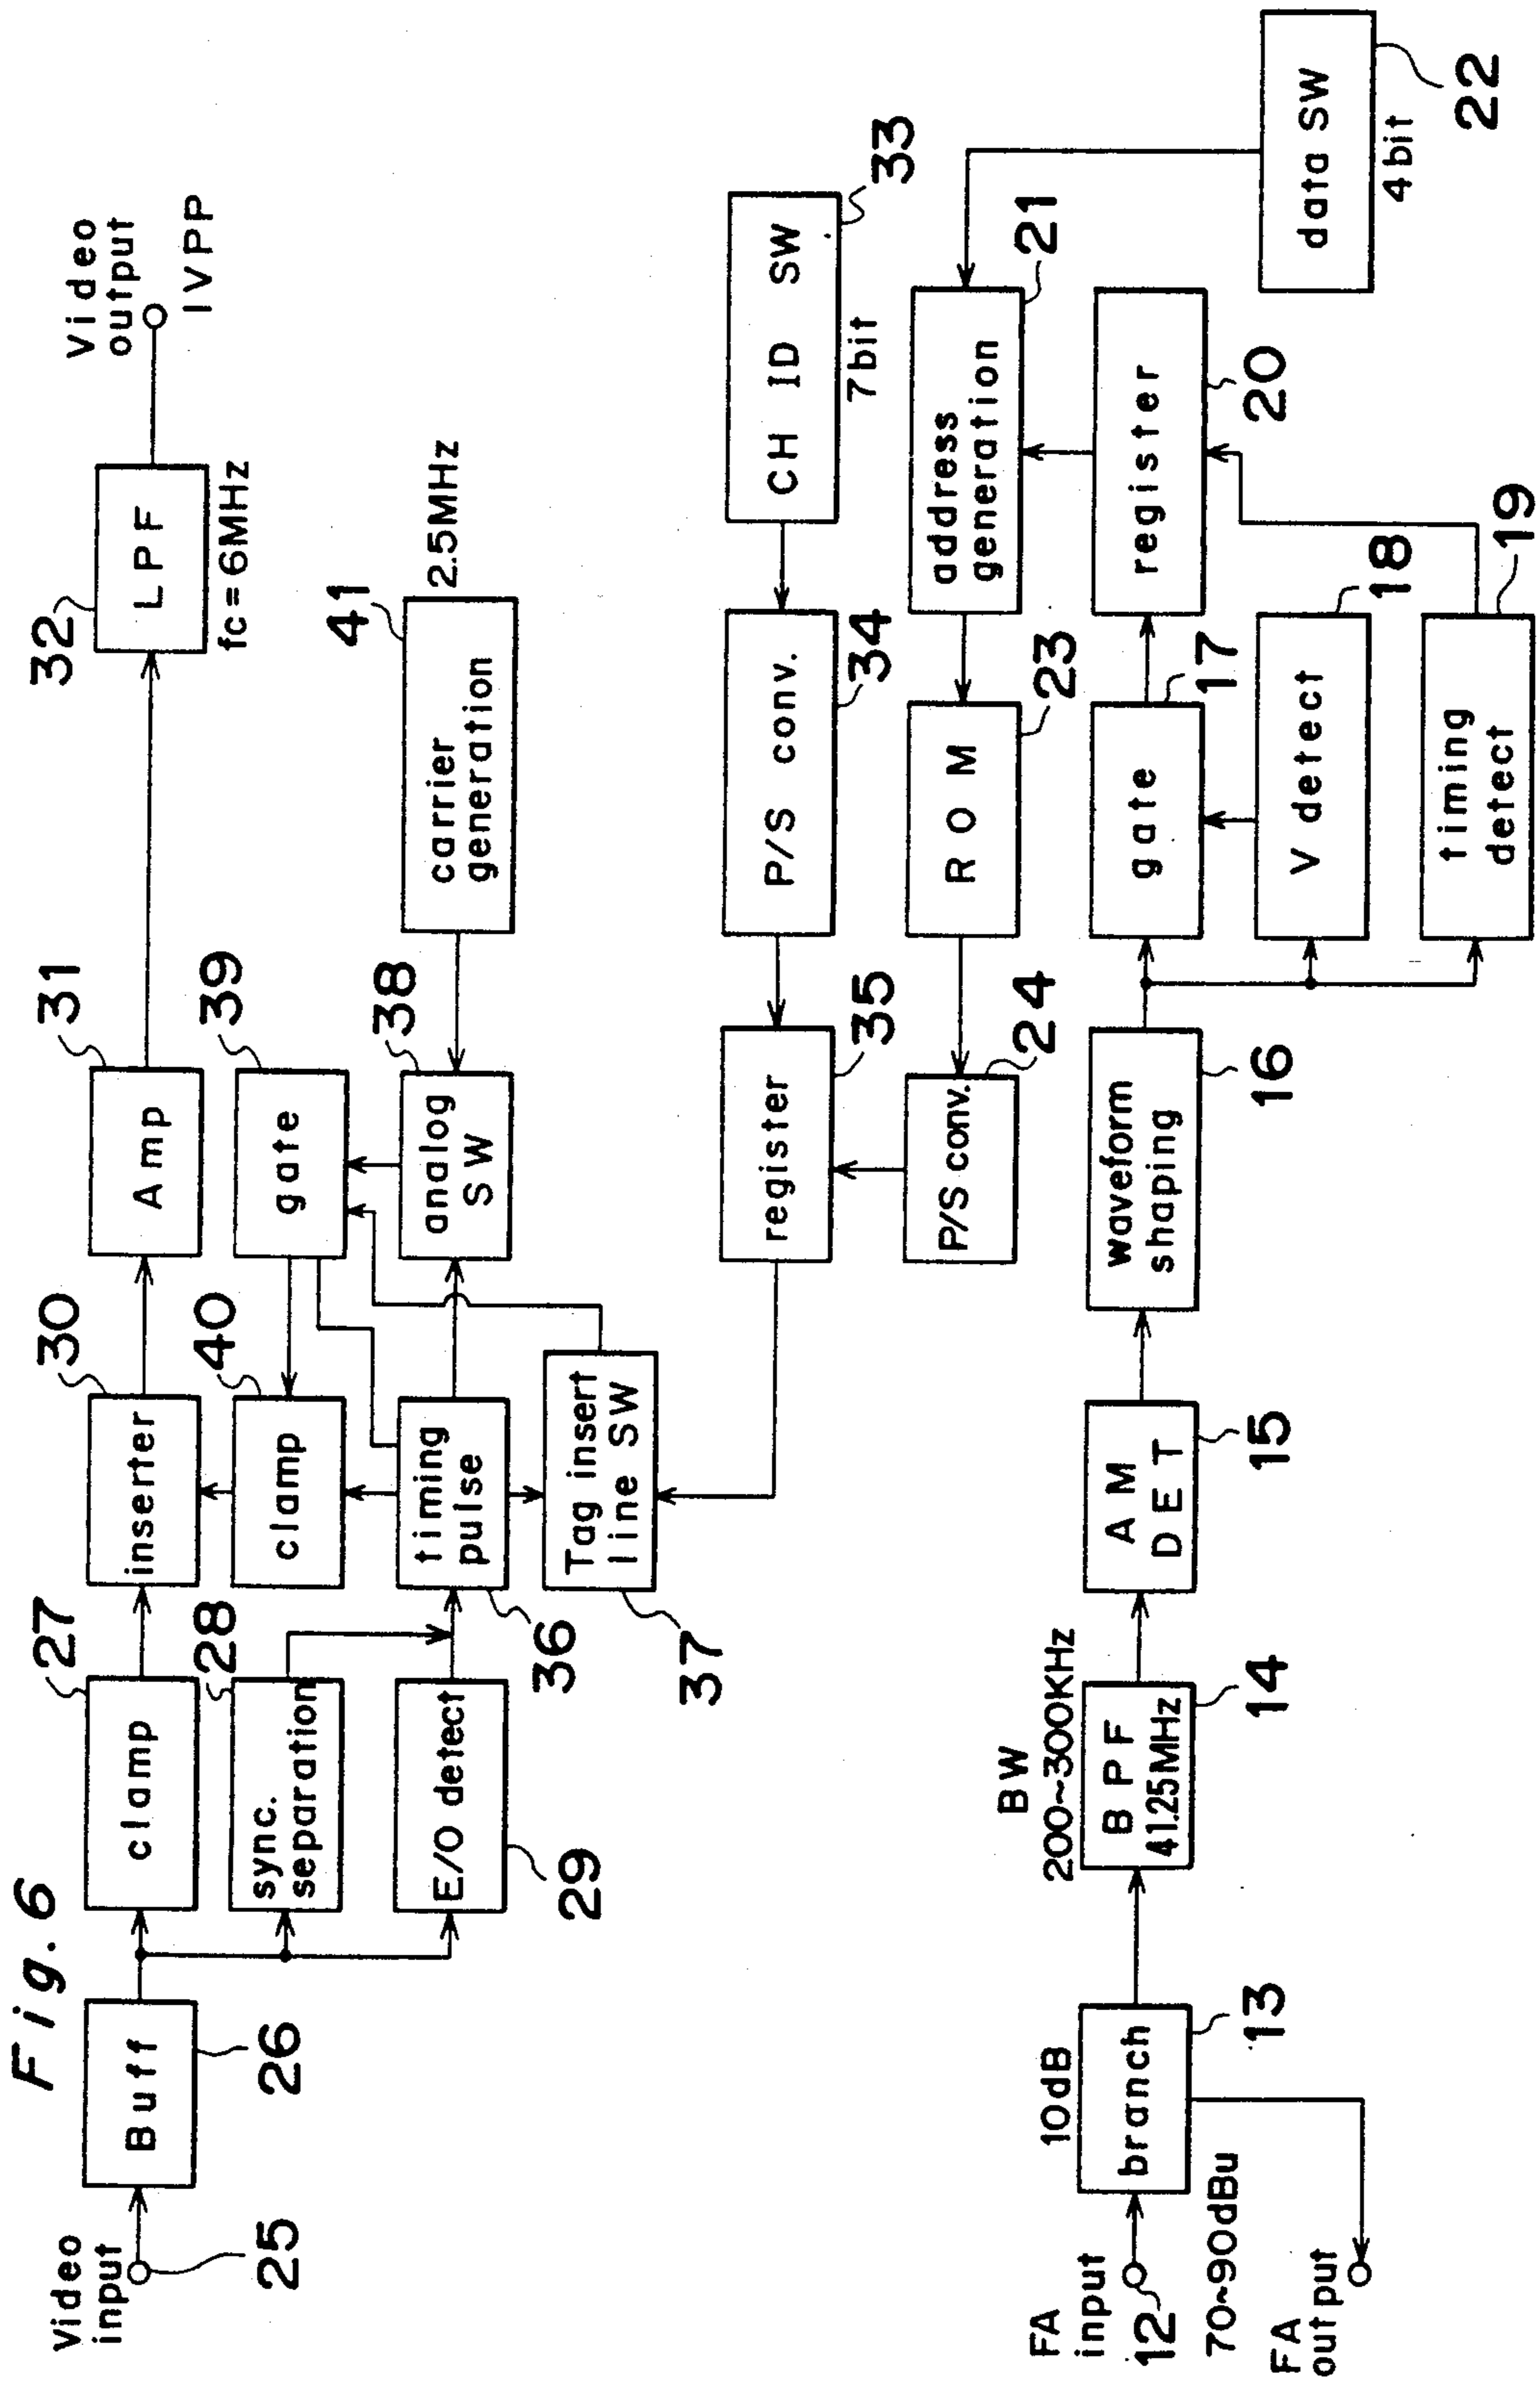 Fig. 6
Video
input
25
Buff
26
clamp
27
sync.
separation
28
E/O detect
29
inserter
30
clamp
40
timing
pulse
36
Tag insert
line SW
37
Amp
31
gate
39
analog
SW
38
carrier
generation
41
2.5MHz
LPF
32
fc = 6MHz
Video
output
IVPP
CH ID SW
7bit
33
P/S conv.
34
register
35
address
generation
21
ROM
23
P/S conv.
24
data SW
4bit
22
FA
input
12
70~90dBu
FA
output
10dB
branch
13
BW
200~300KHz
BPF
41.25MHz
14
AM
DET
15
waveform
shaping
16
gate
17
V detect
18
timing
detect
19
register
20